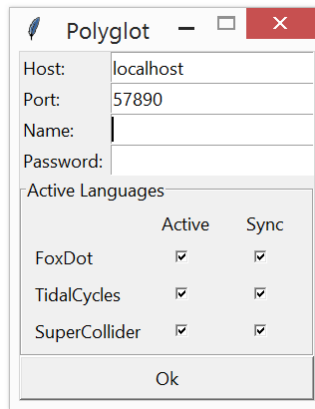 Polyglot
Host: localhost
Port: 57890
Name:
Password:
Active Languages
Active Sync
FoxDot
TidalCycles
SuperCollider
Ok